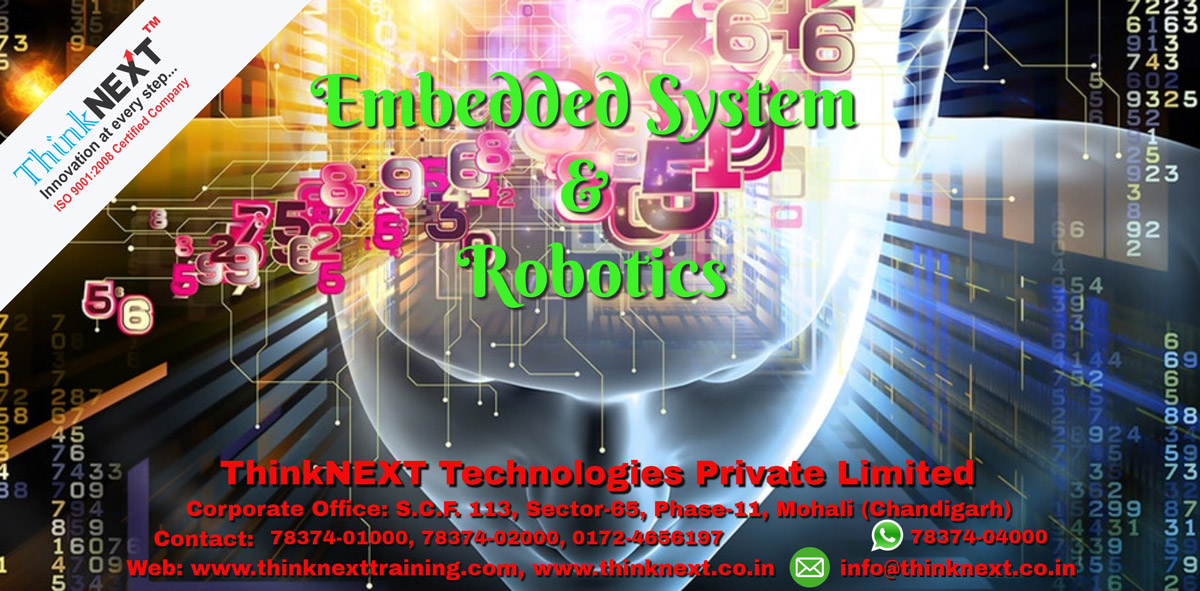 ThinkNEXT™
Innovation at every step...
ISO 9001:2008 Certified Company
Embedded System
&
Robotics
ThinkNEXT Technologies Private Limited
Corporate Office: S.C.F. 113, Sector-65, Phase-11, Mohali (Chandigarh)
Contact: 78374-01000, 78374-02000, 0172-4656197 78374-04000
Web: www.thinknexttraining.com, www.thinknext.co.in info@thinknext.co.in